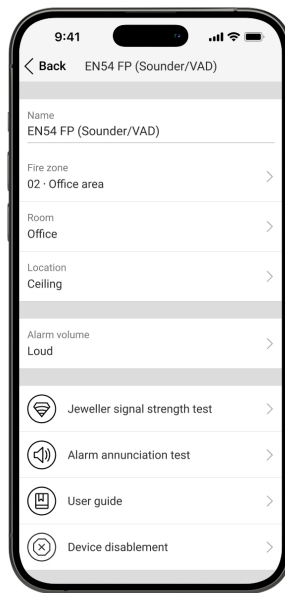 9:41
Back EN54 FP (Sounder/VAD)
Name
EN54 FP (Sounder/VAD)
Fire zone
02 · Office area
Room
Office
Location
Ceiling
Alarm volume
Loud
Jeweller signal strength test
Alarm annunciation test
User guide
Device disablement